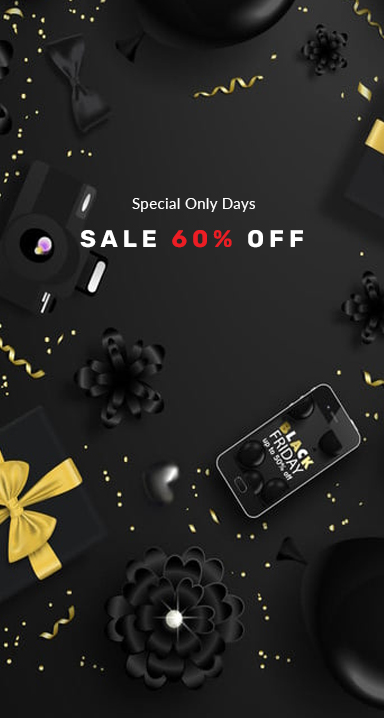 Special Only Days
SALE 60% OFF
BLACK
FRIDAY
up to 50% off